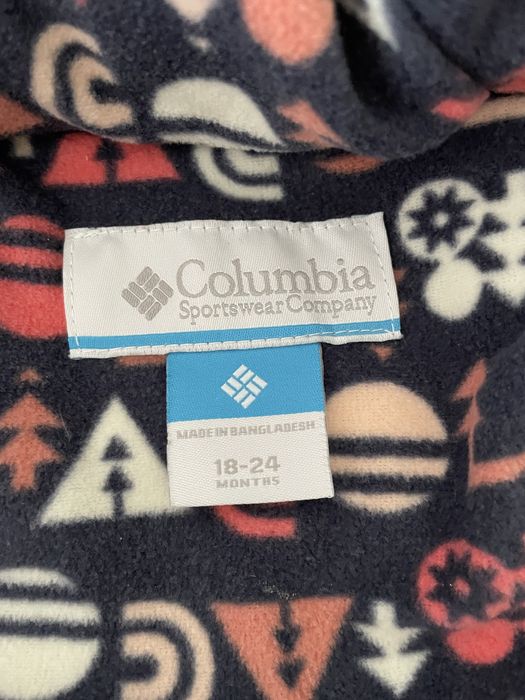 Columbia
Sportswear Company
MADE IN BANGLADESH
18-24
MONTHS